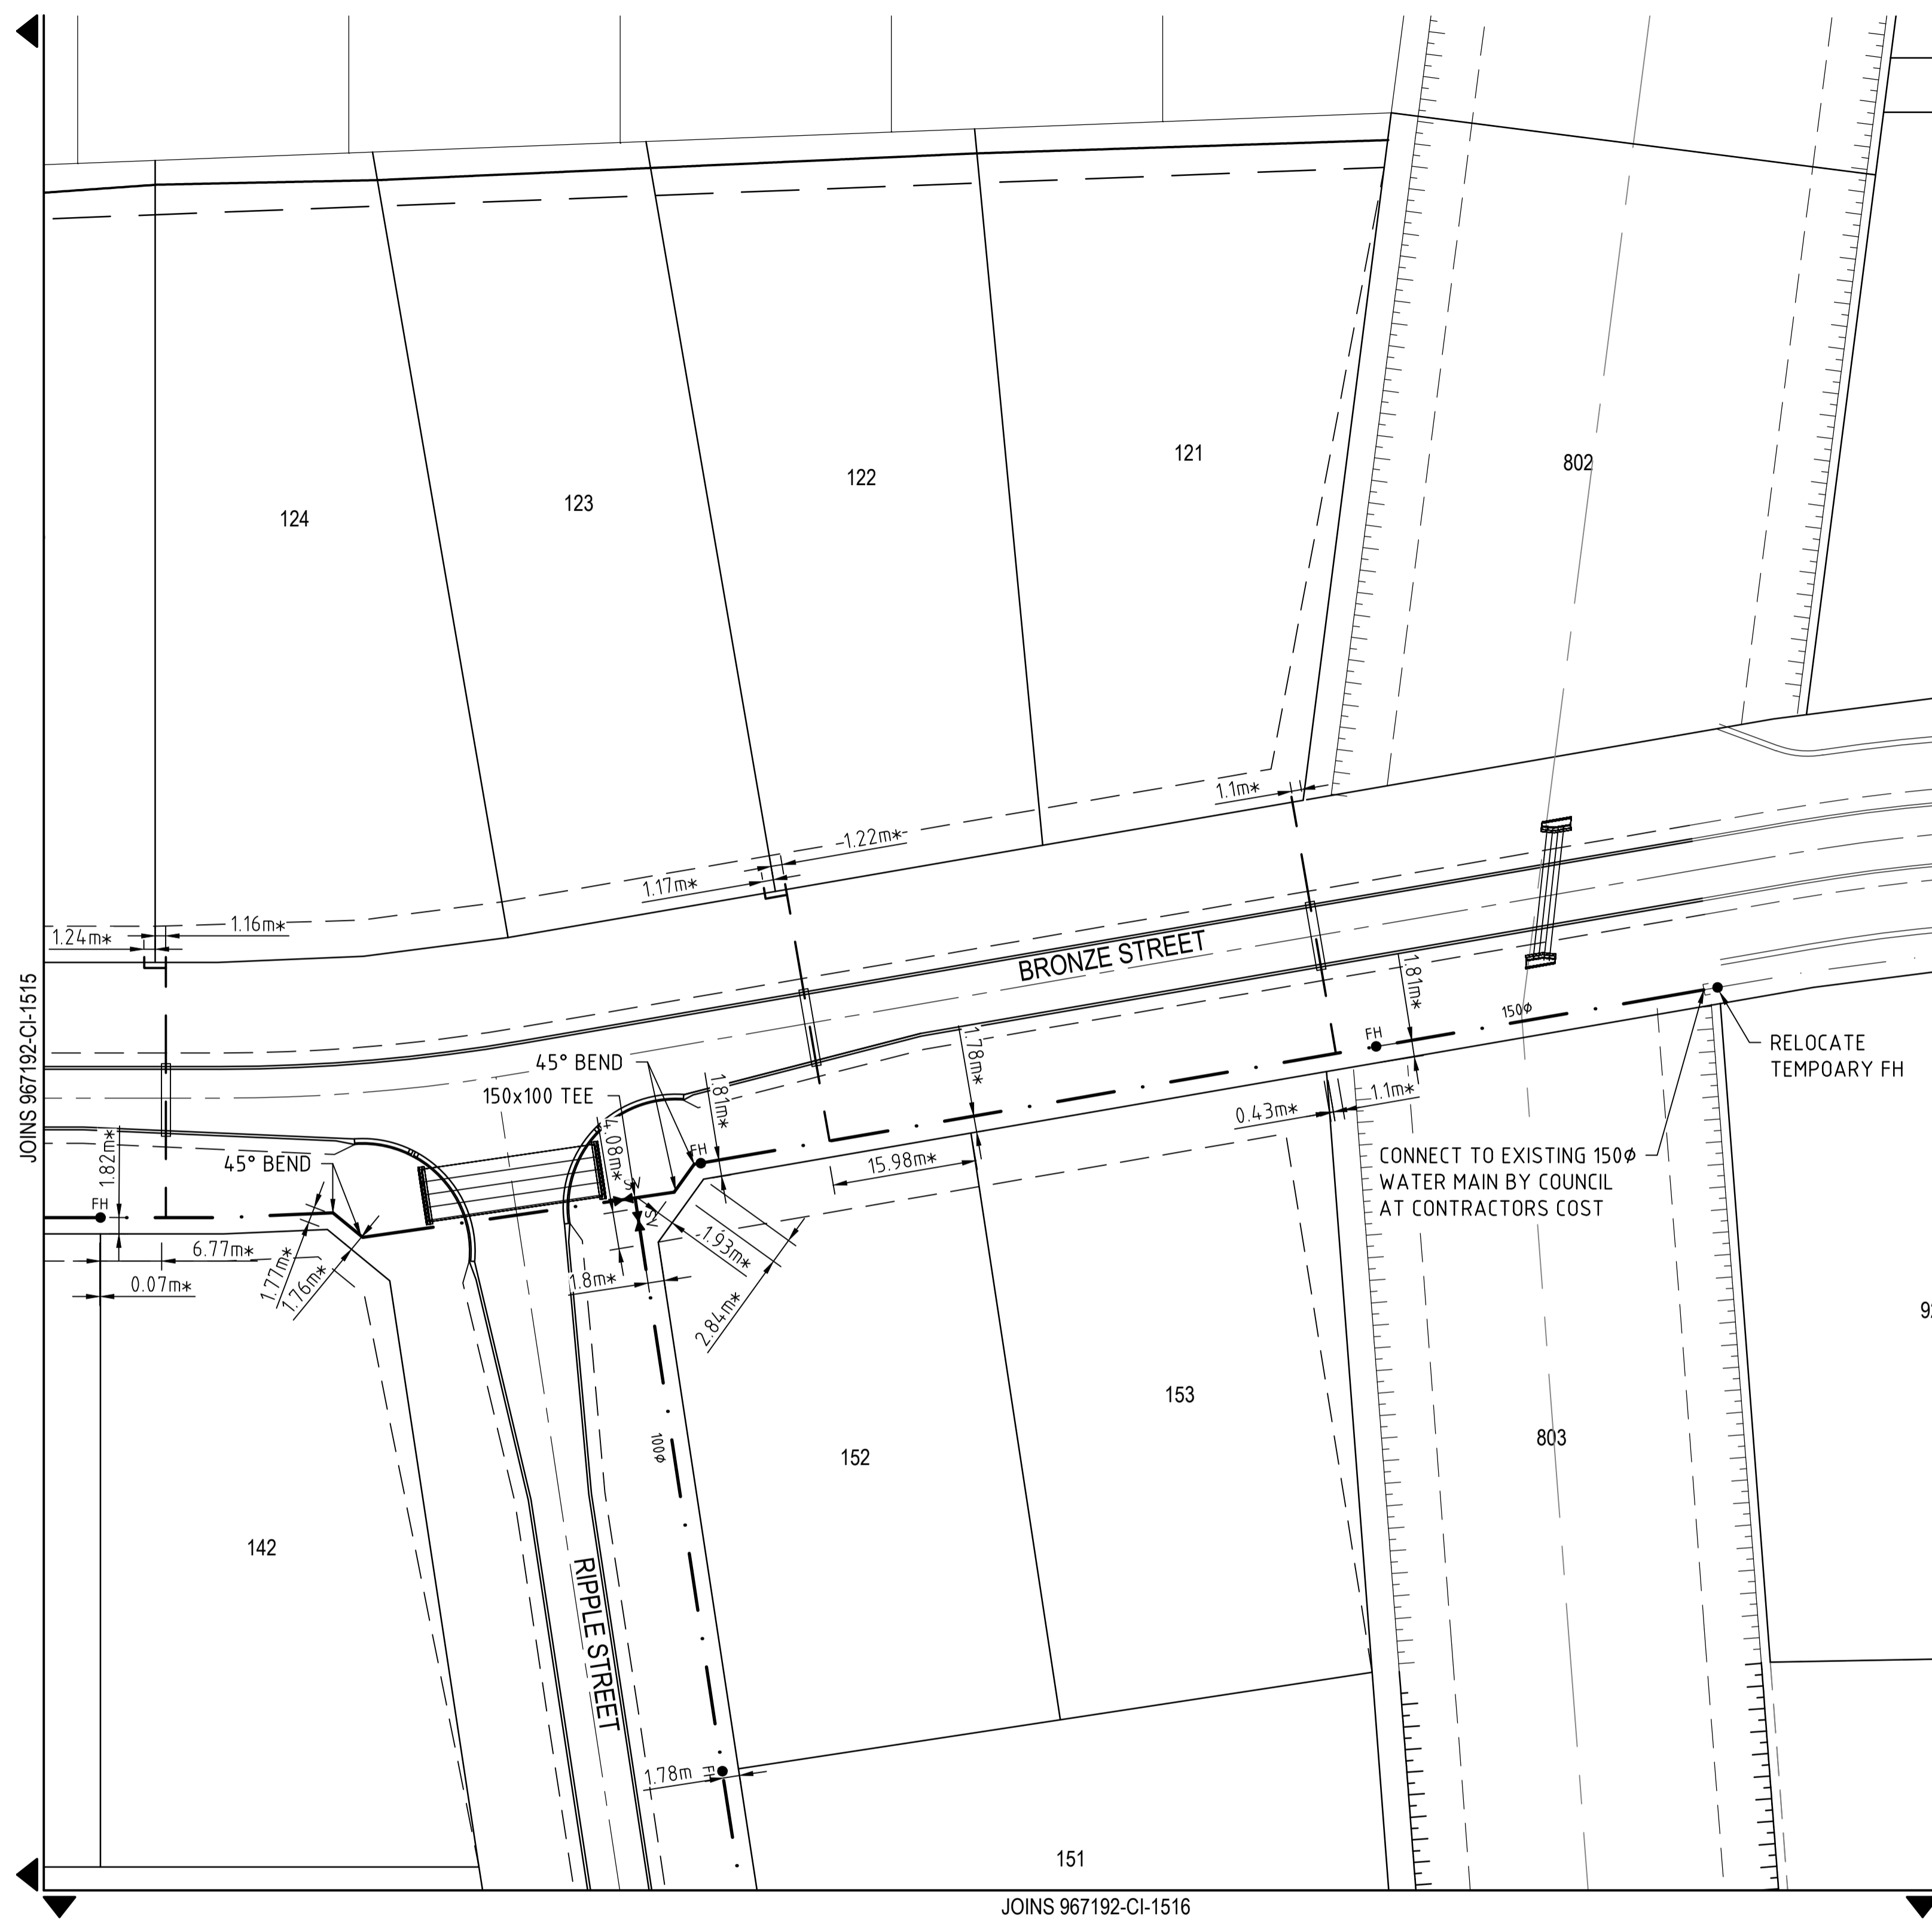 121
802
122
123
124
1.1m*
1.22m*
1.17m*
1.16m*
1.24m*
BRONZE STREET
JOINS 967192-CI-1515
1.81m*
150ø
FH
RELOCATE
TEMPOARY FH
1.78m*
45° BEND
150x100 TEE
1.81m*
FH
4.08m*
SV
SV
0.43m*
1.1m*
15.98m*
CONNECT TO EXISTING 150ø
WATER MAIN BY COUNCIL
AT CONTRACTORS COST
1.82m*
45° BEND
FH
6.77m*
0.07m*
1.77m*
1.76m*
1.8m*
1.93m*
2.84m*
153
803
152
100ø
142
RIPPLE STREET
1.78m
FH
151
JOINS 967192-CI-1516